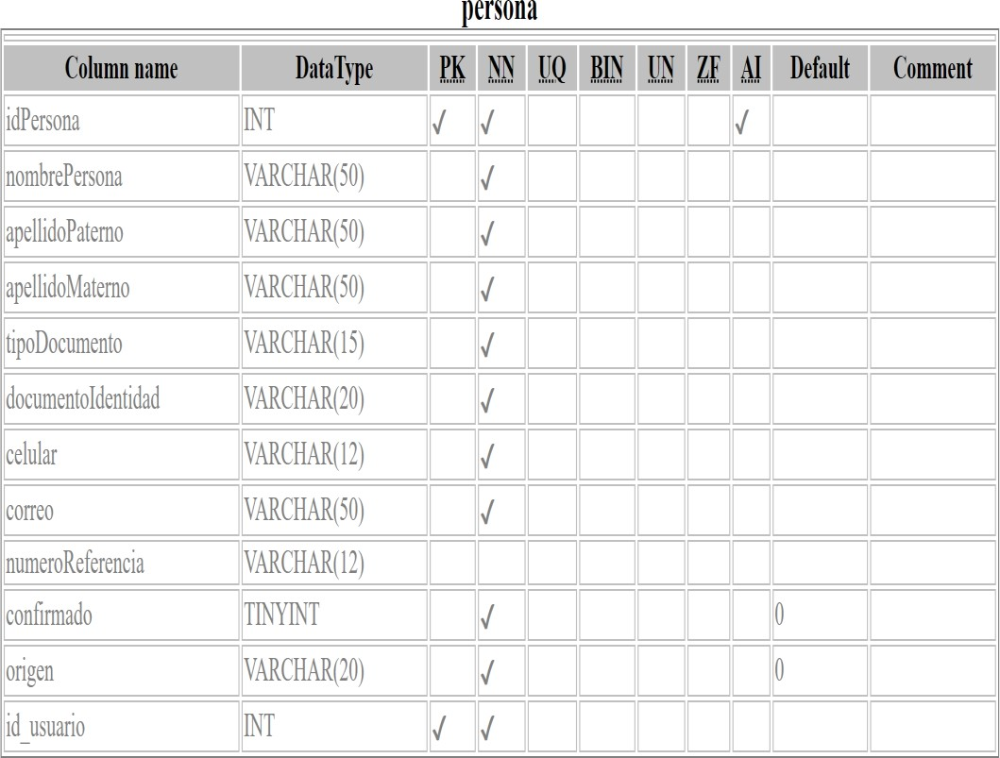 persona
Column name DataType PK NN UQ BIN UN ZF AI Default Comment
idPersona INT ✓ ✓ ✓
nombrePersona VARCHAR(50) ✓
apellidoPaterno VARCHAR(50) ✓
apellidoMaterno VARCHAR(50) ✓
tipoDocumento VARCHAR(15) ✓
documentoIdentidad VARCHAR(20) ✓
celular VARCHAR(12) ✓
correo VARCHAR(50) ✓
numeroReferencia VARCHAR(12)
confirmado TINYINT ✓ 0
origen VARCHAR(20) ✓ 0
id_usuario INT ✓ ✓